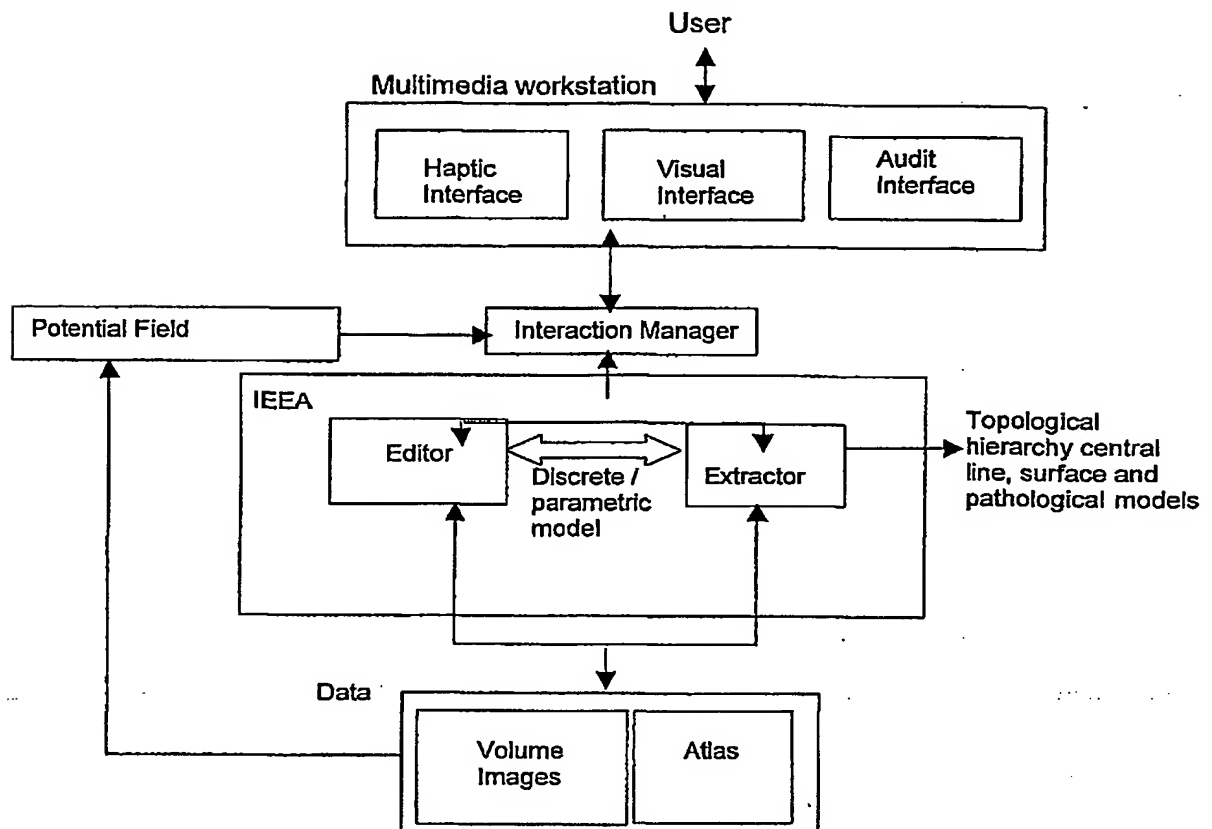 User
Multimedia workstation
Haptic
Interface
Visual
Interface
Audit
Interface
Potential Field
Interaction Manager
IEEA
Editor
Discrete /
parametric
model
Extractor
Topological
hierarchy central
line, surface and
pathological models
Data
Volume
Images
Atlas